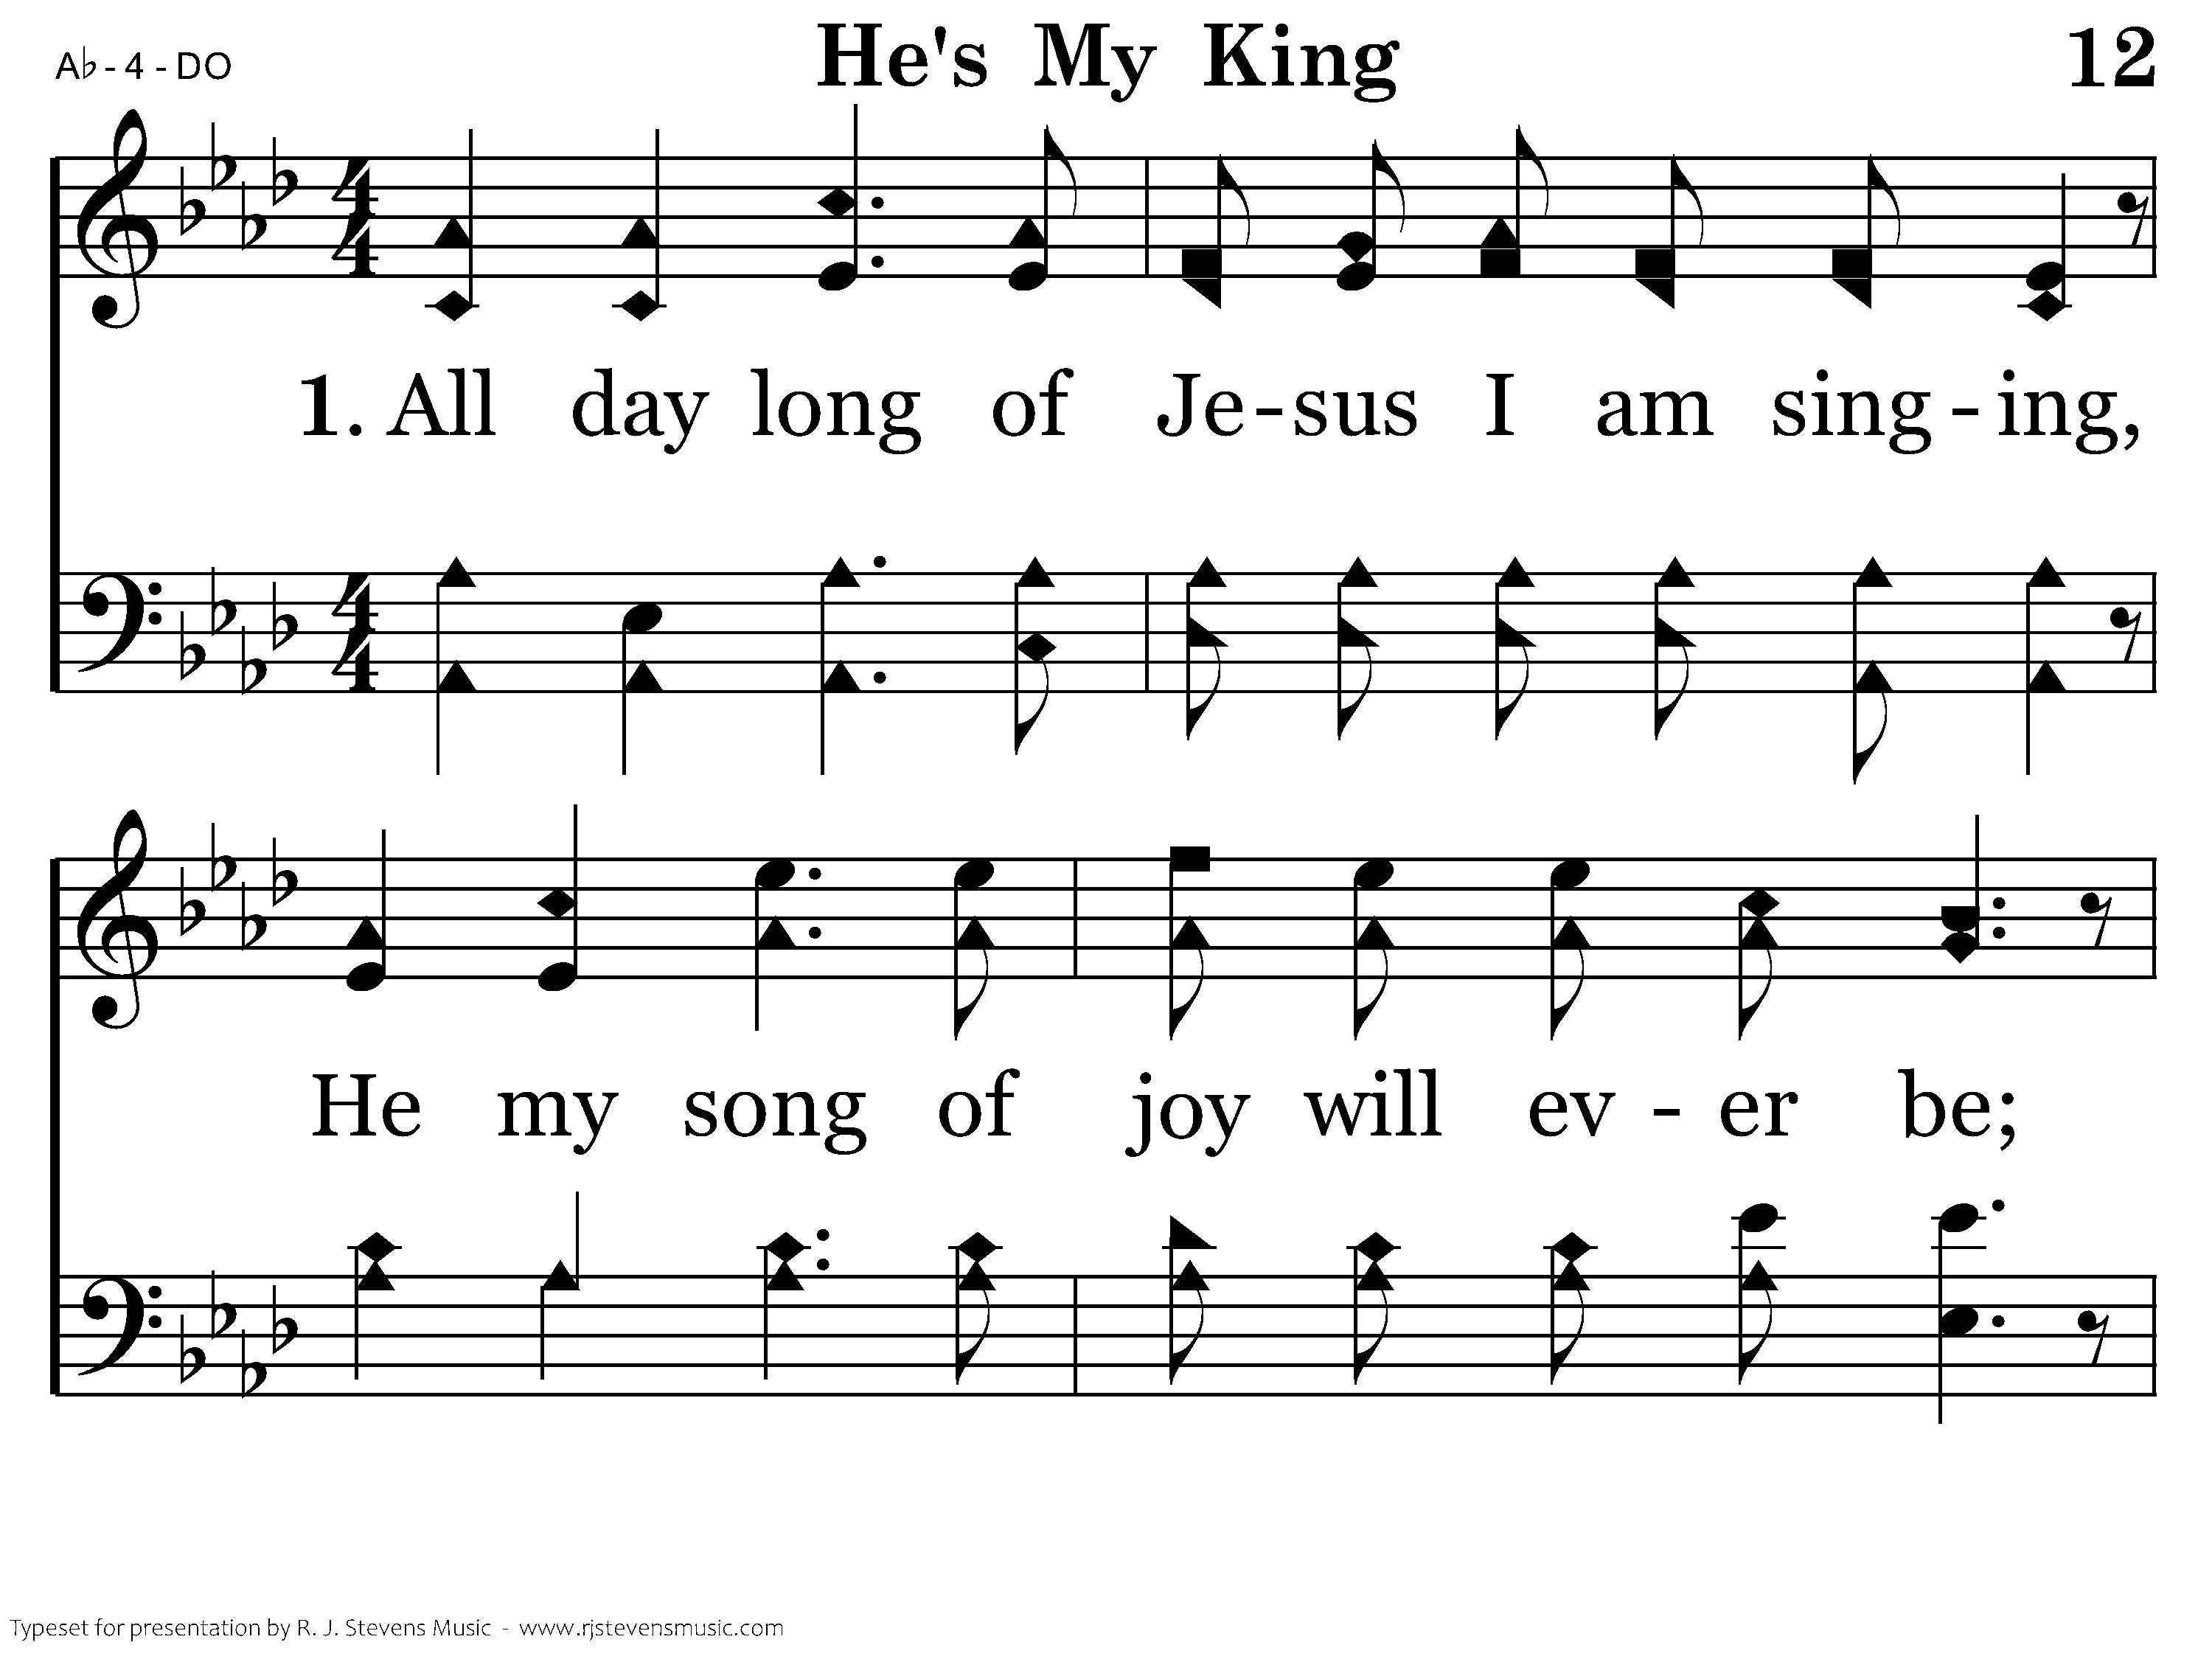 A♭ - 4 - DO He's My King 12
1. All day long of Je - sus I am sing - ing,
He my song of joy will ev - er be;
Typeset for presentation by R. J. Stevens Music - www.rjstevensmusic.com